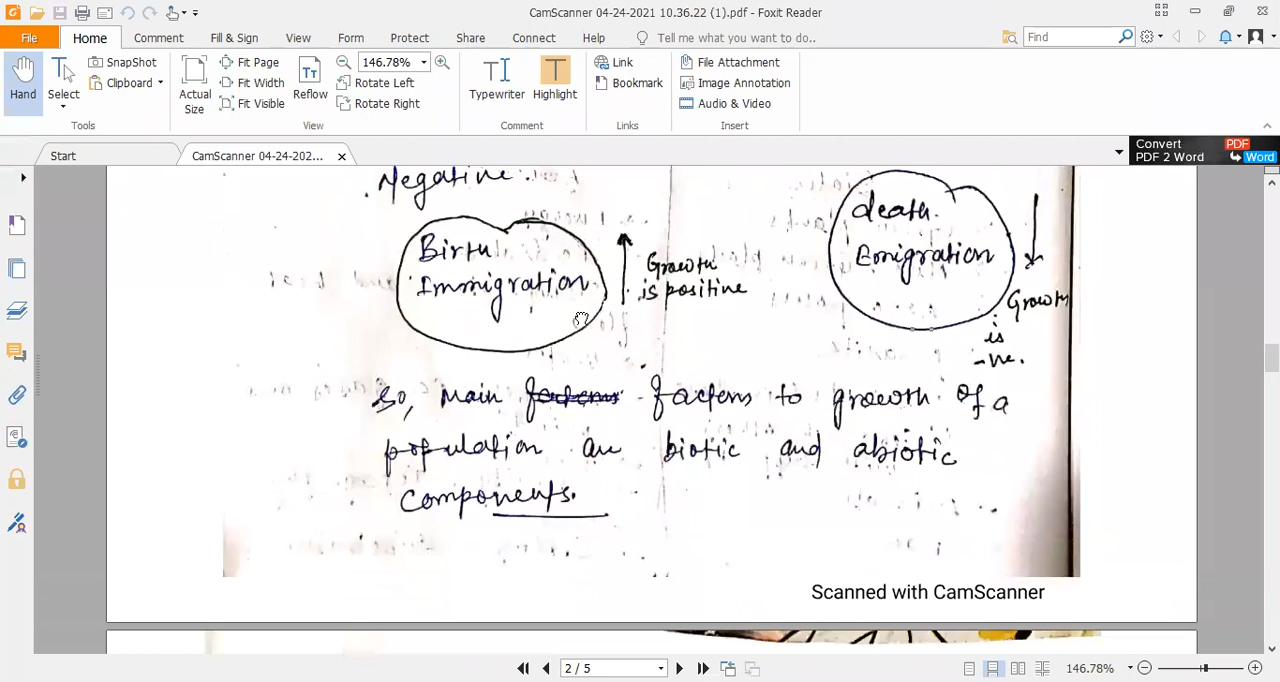 CamScanner 04-24-2021 10.36.22 (1).pdf - Foxit Reader
File Home Comment Fill & Sign View Form Protect Share Connect Help Tell me what you want to do.. Find
Hand
Select
SnapShot
Clipboard
Tools
Actual Size
Fit Page
Fit Width
Fit Visible
Reflow
146.78%
Rotate Left
Rotate Right
View
Typewriter
Highlight
Comment
Link
Bookmark
Links
File Attachment
Image Annotation
Audio & Video
Insert
Start
CamScanner 04-24-202...
Convert PDF
PDF 2 Word Word
Negative.
Birth
Immigration
Growth
is positive
death.
Emigration
Growth
is
-ve.
So, main factors factors to growth of a
population are biotic and abiotic
components.
Scanned with CamScanner
2 / 5
146.78%